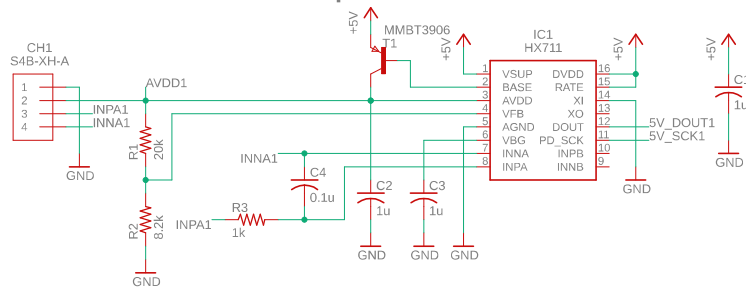 CH1
S4B-XH-A
1
2
3
4
INPA1
INNA1
AVDD1
R1
20k
R2
8.2k
GND
GND
INNA1
C4
0.1u
R3
1k
INPA1
+5V
MMBT3906
T1
+5V
C2
1u
C3
1u
GND
GND
GND
IC1
HX711
1
2
3
4
5
6
7
8
VSUP
BASE
AVDD
VFB
AGND
VBG
INNA
INPA
DVDD
RATE
XI
XO
DOUT
PD_SCK
INPB
INNB
16
15
14
13
12
11
10
9
+5V
5V_DOUT1
5V_SCK1
GND
+5V
C1
1u
GND